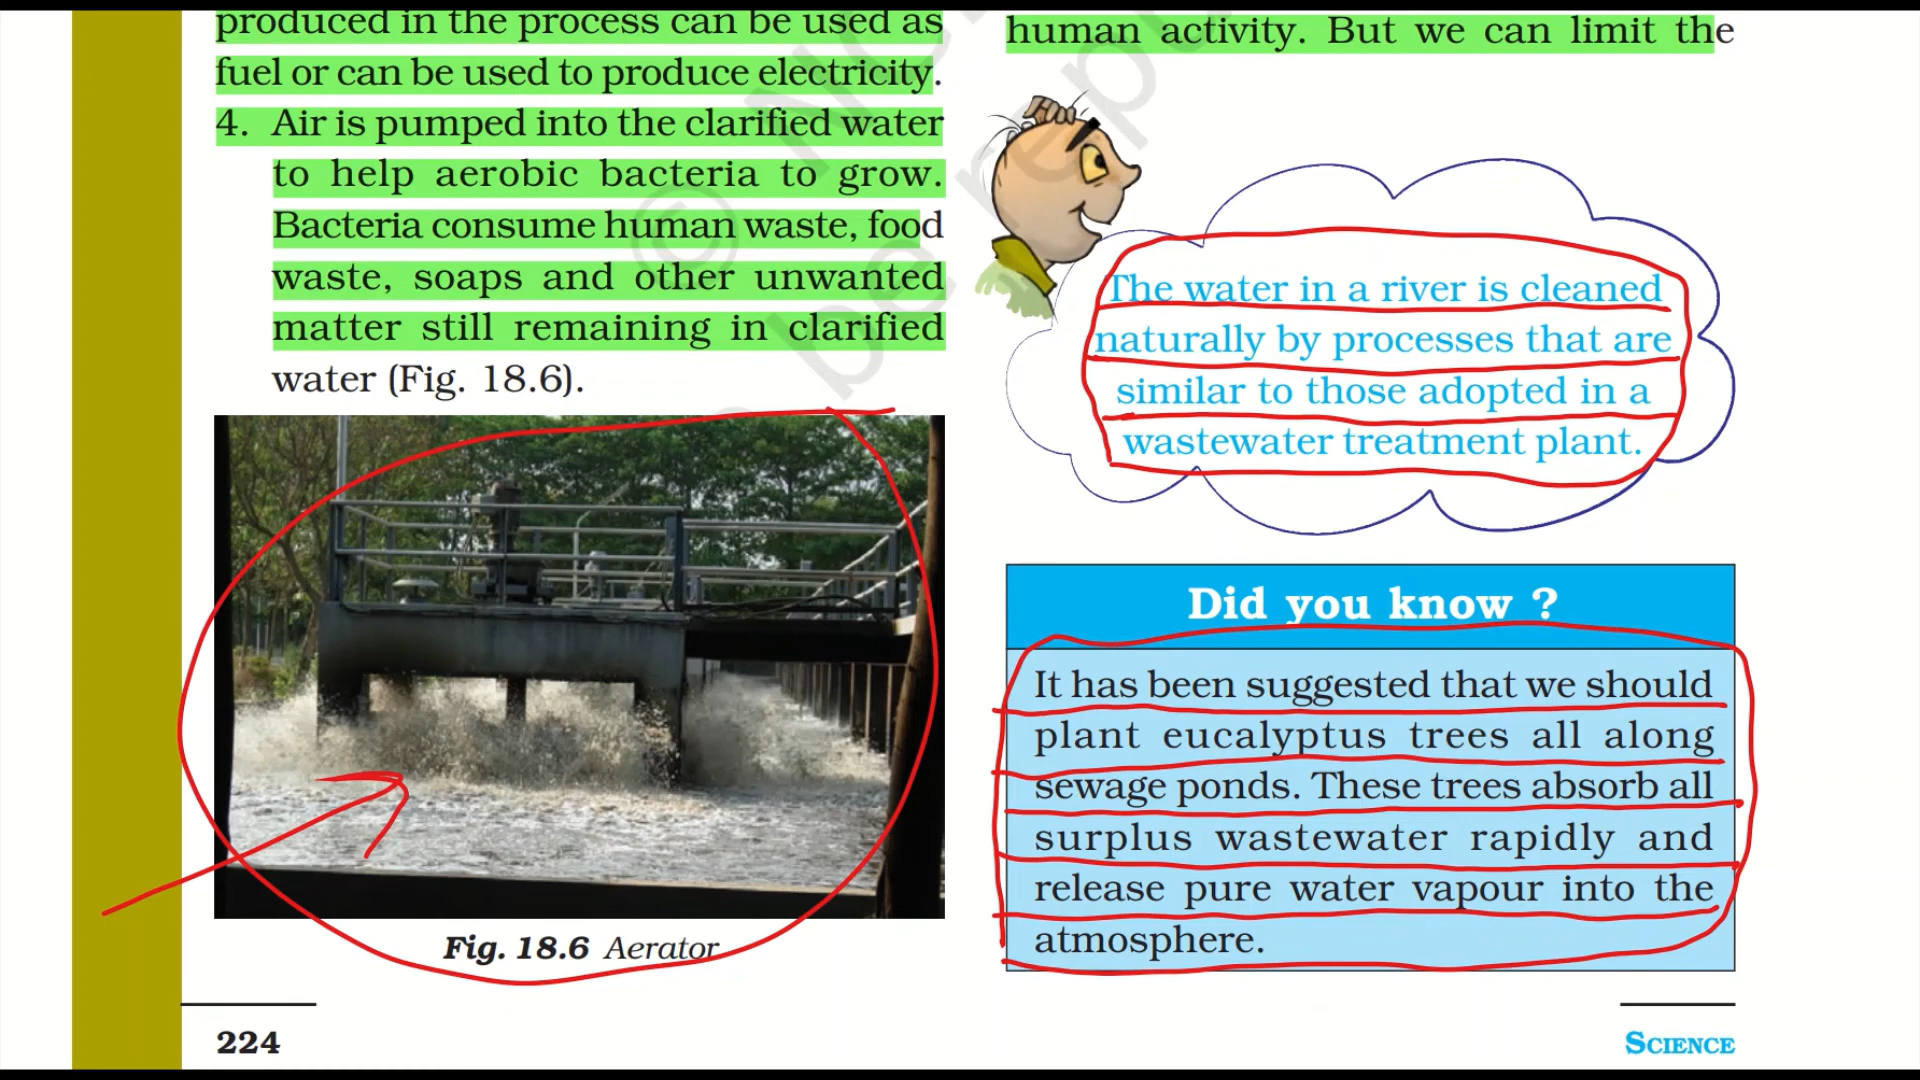 produced in the process can be used as
fuel or can be used to produce electricity.
4. Air is pumped into the clarified water
to help aerobic bacteria to grow.
Bacteria consume human waste, food
waste, soaps and other unwanted
matter still remaining in clarified
water (Fig. 18.6).
Fig. 18.6 Aerator
224
human activity. But we can limit the
The water in a river is cleaned
naturally by processes that are
similar to those adopted in a
wastewater treatment plant.
Did you know ?
It has been suggested that we should
plant eucalyptus trees all along
sewage ponds. These trees absorb all
surplus wastewater rapidly and
release pure water vapour into the
atmosphere.
SCIENCE